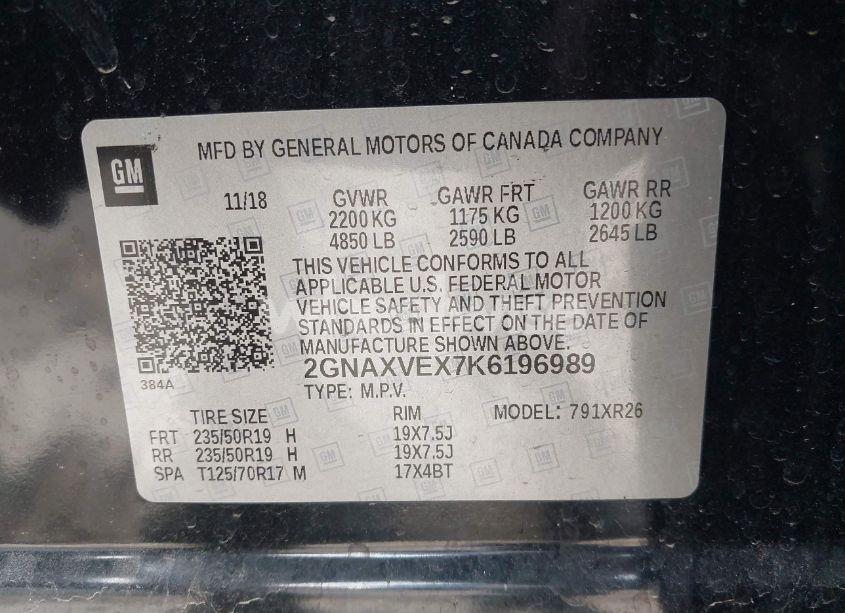 GM
MFD BY GENERAL MOTORS OF CANADA COMPANY
11/18 GVWR GAWR FRT GAWR RR
2200 KG 1175 KG 1200 KG
4850 LB 2590 LB 2645 LB
THIS VEHICLE CONFORMS TO ALL
APPLICABLE U.S. FEDERAL MOTOR
VEHICLE SAFETY AND THEFT PREVENTION
STANDARDS IN EFFECT ON THE DATE OF
MANUFACTURE SHOWN ABOVE.
384A
2GNAXVEX7K6196989
TYPE: M.P.V.
TIRE SIZE RIM MODEL: 791XR26
FRT 235/50R19 H 19X7.5J
RR 235/50R19 H 19X7.5J
SPA T125/70R17 M 17X4BT